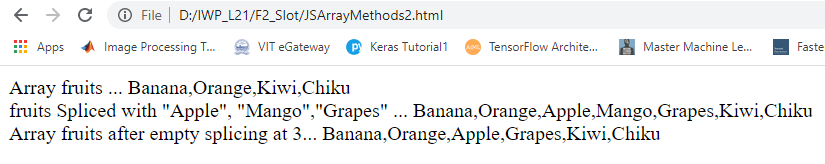 File | D:/IWP_L21/F2_Slot/JSArrayMethods2.html
Apps Image Processing T... VIT eGateway Keras Tutorial1 TensorFlow Archite... Master Machine Le... Faste
Array fruits ... Banana,Orange,Kiwi,Chiku
fruits Spliced with "Apple", "Mango","Grapes" ... Banana,Orange,Apple,Mango,Grapes,Kiwi,Chiku
Array fruits after empty splicing at 3... Banana,Orange,Apple,Grapes,Kiwi,Chiku